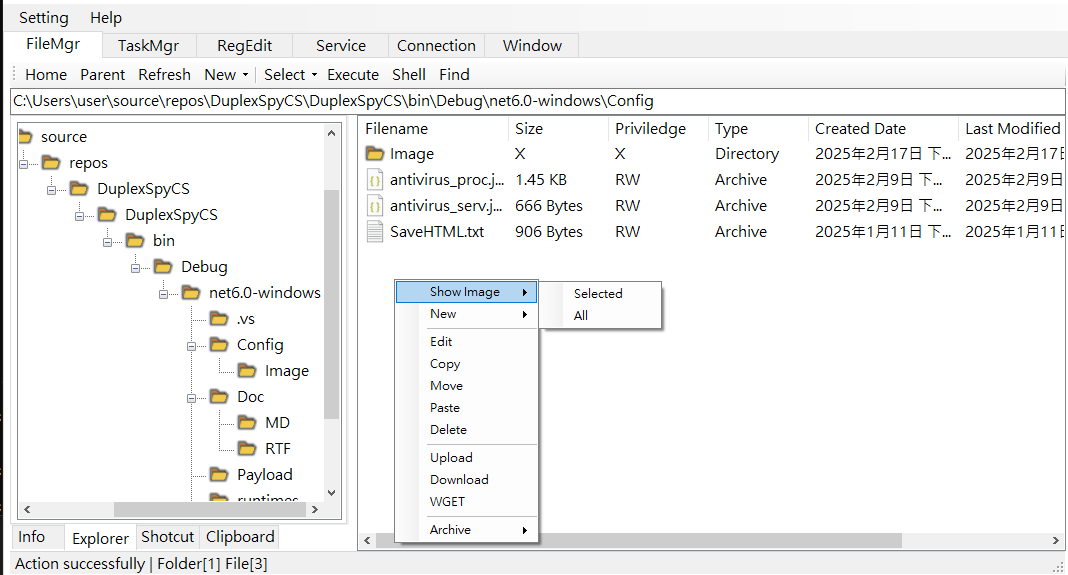 Setting Help
FileMgr TaskMgr RegEdit Service Connection Window
Home Parent Refresh New Select Execute Shell Find
C:\Users\user\source\repos\DuplexSpyCS\DuplexSpyCS\bin\Debug\net6.0-windows\Config
source
repos
DuplexSpyCS
DuplexSpyCS
bin
Debug
net6.0-windows
.vs
Config
Image
Doc
MD
RTF
Payload
runtimes
Info Explorer Shotcut Clipboard
Filename Size Priviledge Type Created Date Last Modified
Image X X Directory 2025年2月17日 下... 2025年2月17日
antivirus_proc.j... 1.45 KB RW Archive 2025年2月9日 下... 2025年2月9日
antivirus_serv.j... 666 Bytes RW Archive 2025年2月9日 下... 2025年2月9日
SaveHTML.txt 906 Bytes RW Archive 2025年1月11日 下... 2025年1月11日
Show Image
New
Edit
Copy
Move
Paste
Delete
Upload
Download
WGET
Archive
Selected
All
Action successfully | Folder[1] File[3]